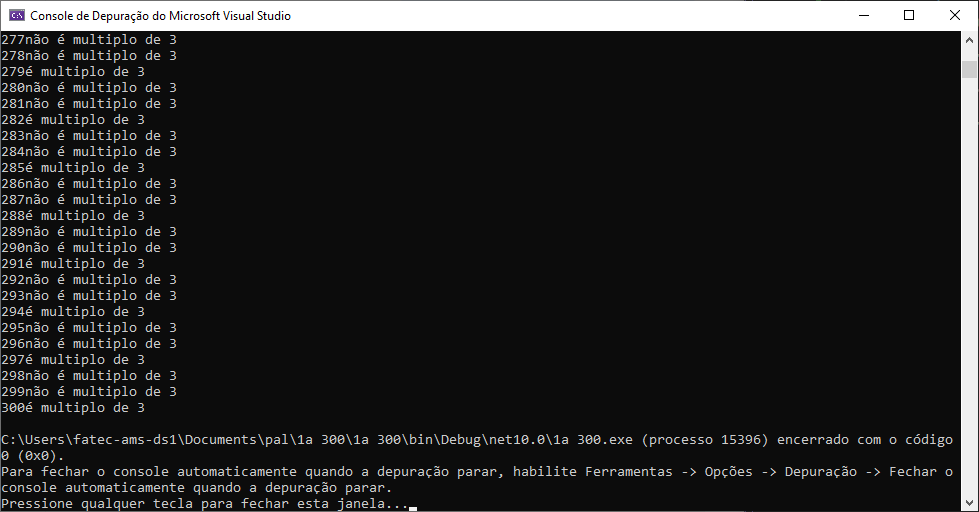 Console de Depuração do Microsoft Visual Studio
277não é multiplo de 3
278não é multiplo de 3
279é multiplo de 3
280não é multiplo de 3
281não é multiplo de 3
282é multiplo de 3
283não é multiplo de 3
284não é multiplo de 3
285é multiplo de 3
286não é multiplo de 3
287não é multiplo de 3
288é multiplo de 3
289não é multiplo de 3
290não é multiplo de 3
291é multiplo de 3
292não é multiplo de 3
293não é multiplo de 3
294é multiplo de 3
295não é multiplo de 3
296não é multiplo de 3
297é multiplo de 3
298não é multiplo de 3
299não é multiplo de 3
300é multiplo de 3
C:\Users\fatec-ams-ds1\Documents\pal\1a 300\1a 300\bin\Debug\net10.0\1a 300.exe (processo 15396) encerrado com o código
0 (0x0).
Para fechar o console automaticamente quando a depuração parar, habilite Ferramentas -> Opções -> Depuração -> Fechar o
console automaticamente quando a depuração parar.
Pressione qualquer tecla para fechar esta janela...